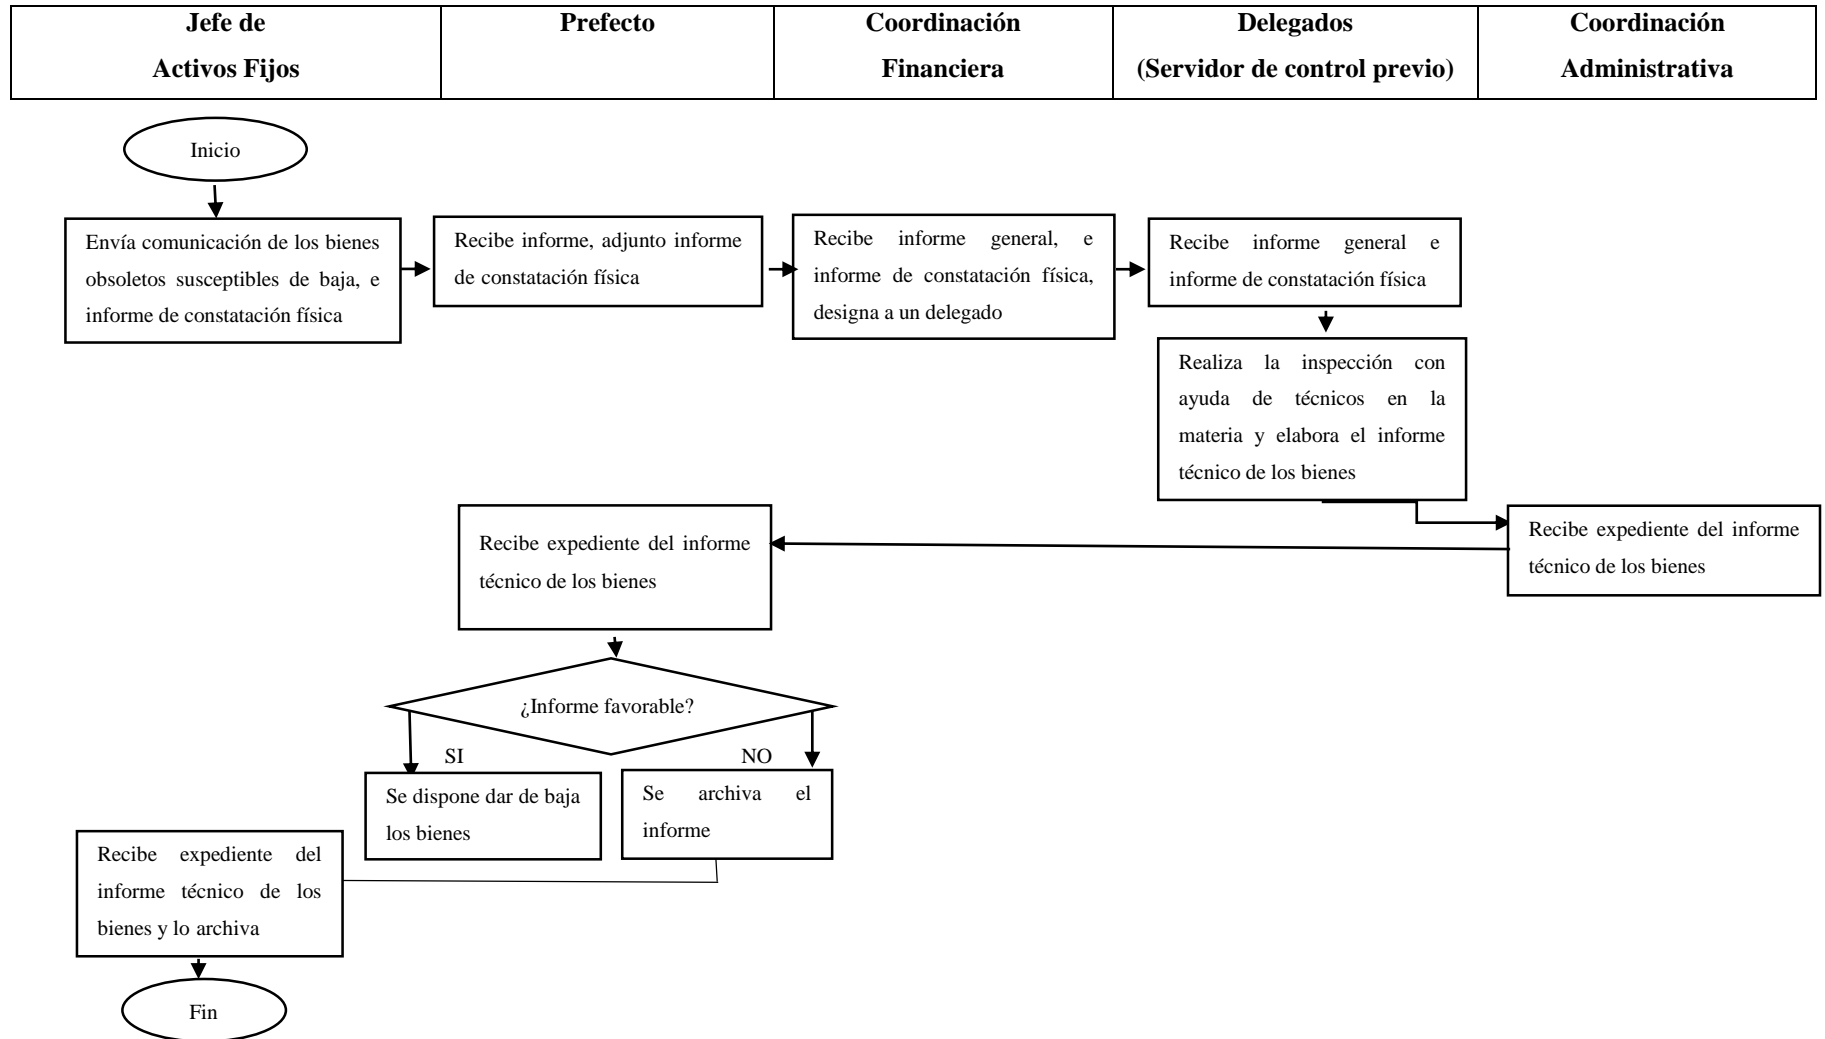 Jefe de
Activos Fijos
Prefecto
Coordinación
Financiera
Delegados
(Servidor de control previo)
Coordinación
Administrativa
Inicio
Envía comunicación de los bienes
obsoletos susceptibles de baja, e
informe de constatación física
Recibe informe, adjunto informe
de constatación física
Recibe informe general, e
informe de constatación física,
designa a un delegado
Recibe informe general e
informe de constatación física
Realiza la inspección con
ayuda de técnicos en la
materia y elabora el informe
técnico de los bienes
Recibe expediente del informe
técnico de los bienes
Recibe expediente del informe
técnico de los bienes
¿Informe favorable?
SI
NO
Se dispone dar de baja
los bienes
Se archiva el
informe
Recibe expediente del
informe técnico de los
bienes y lo archiva
Fin